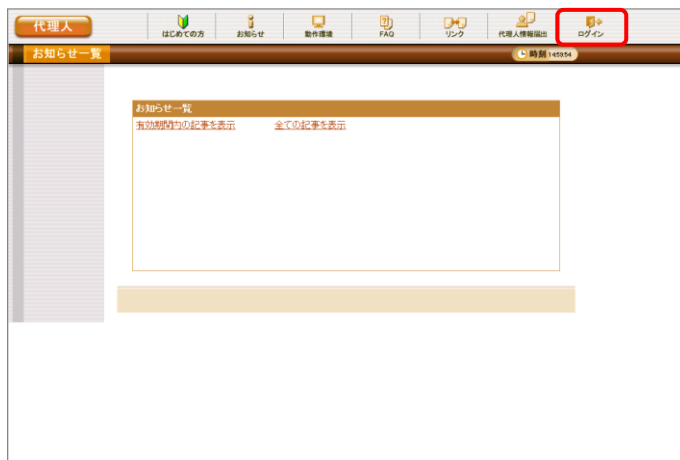 代理人
はじめての方
お知らせ
動作環境
FAQ
リンク
代理人情報届出
ログイン
お知らせ一覧
時刻 14:59:54
お知らせ一覧
有効期間内の記事を表示 全ての記事を表示